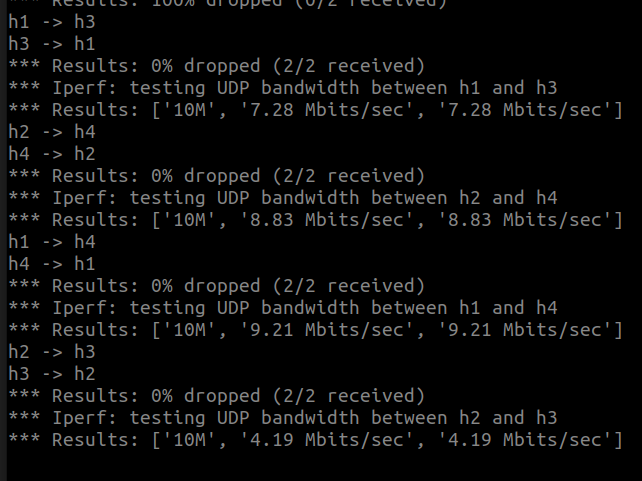 *** Results: 100% dropped (0/2 received)
h1 -> h3
h3 -> h1
*** Results: 0% dropped (2/2 received)
*** Iperf: testing UDP bandwidth between h1 and h3
*** Results: ['10M', '7.28 Mbits/sec', '7.28 Mbits/sec']
h2 -> h4
h4 -> h2
*** Results: 0% dropped (2/2 received)
*** Iperf: testing UDP bandwidth between h2 and h4
*** Results: ['10M', '8.83 Mbits/sec', '8.83 Mbits/sec']
h1 -> h4
h4 -> h1
*** Results: 0% dropped (2/2 received)
*** Iperf: testing UDP bandwidth between h1 and h4
*** Results: ['10M', '9.21 Mbits/sec', '9.21 Mbits/sec']
h2 -> h3
h3 -> h2
*** Results: 0% dropped (2/2 received)
*** Iperf: testing UDP bandwidth between h2 and h3
*** Results: ['10M', '4.19 Mbits/sec', '4.19 Mbits/sec']